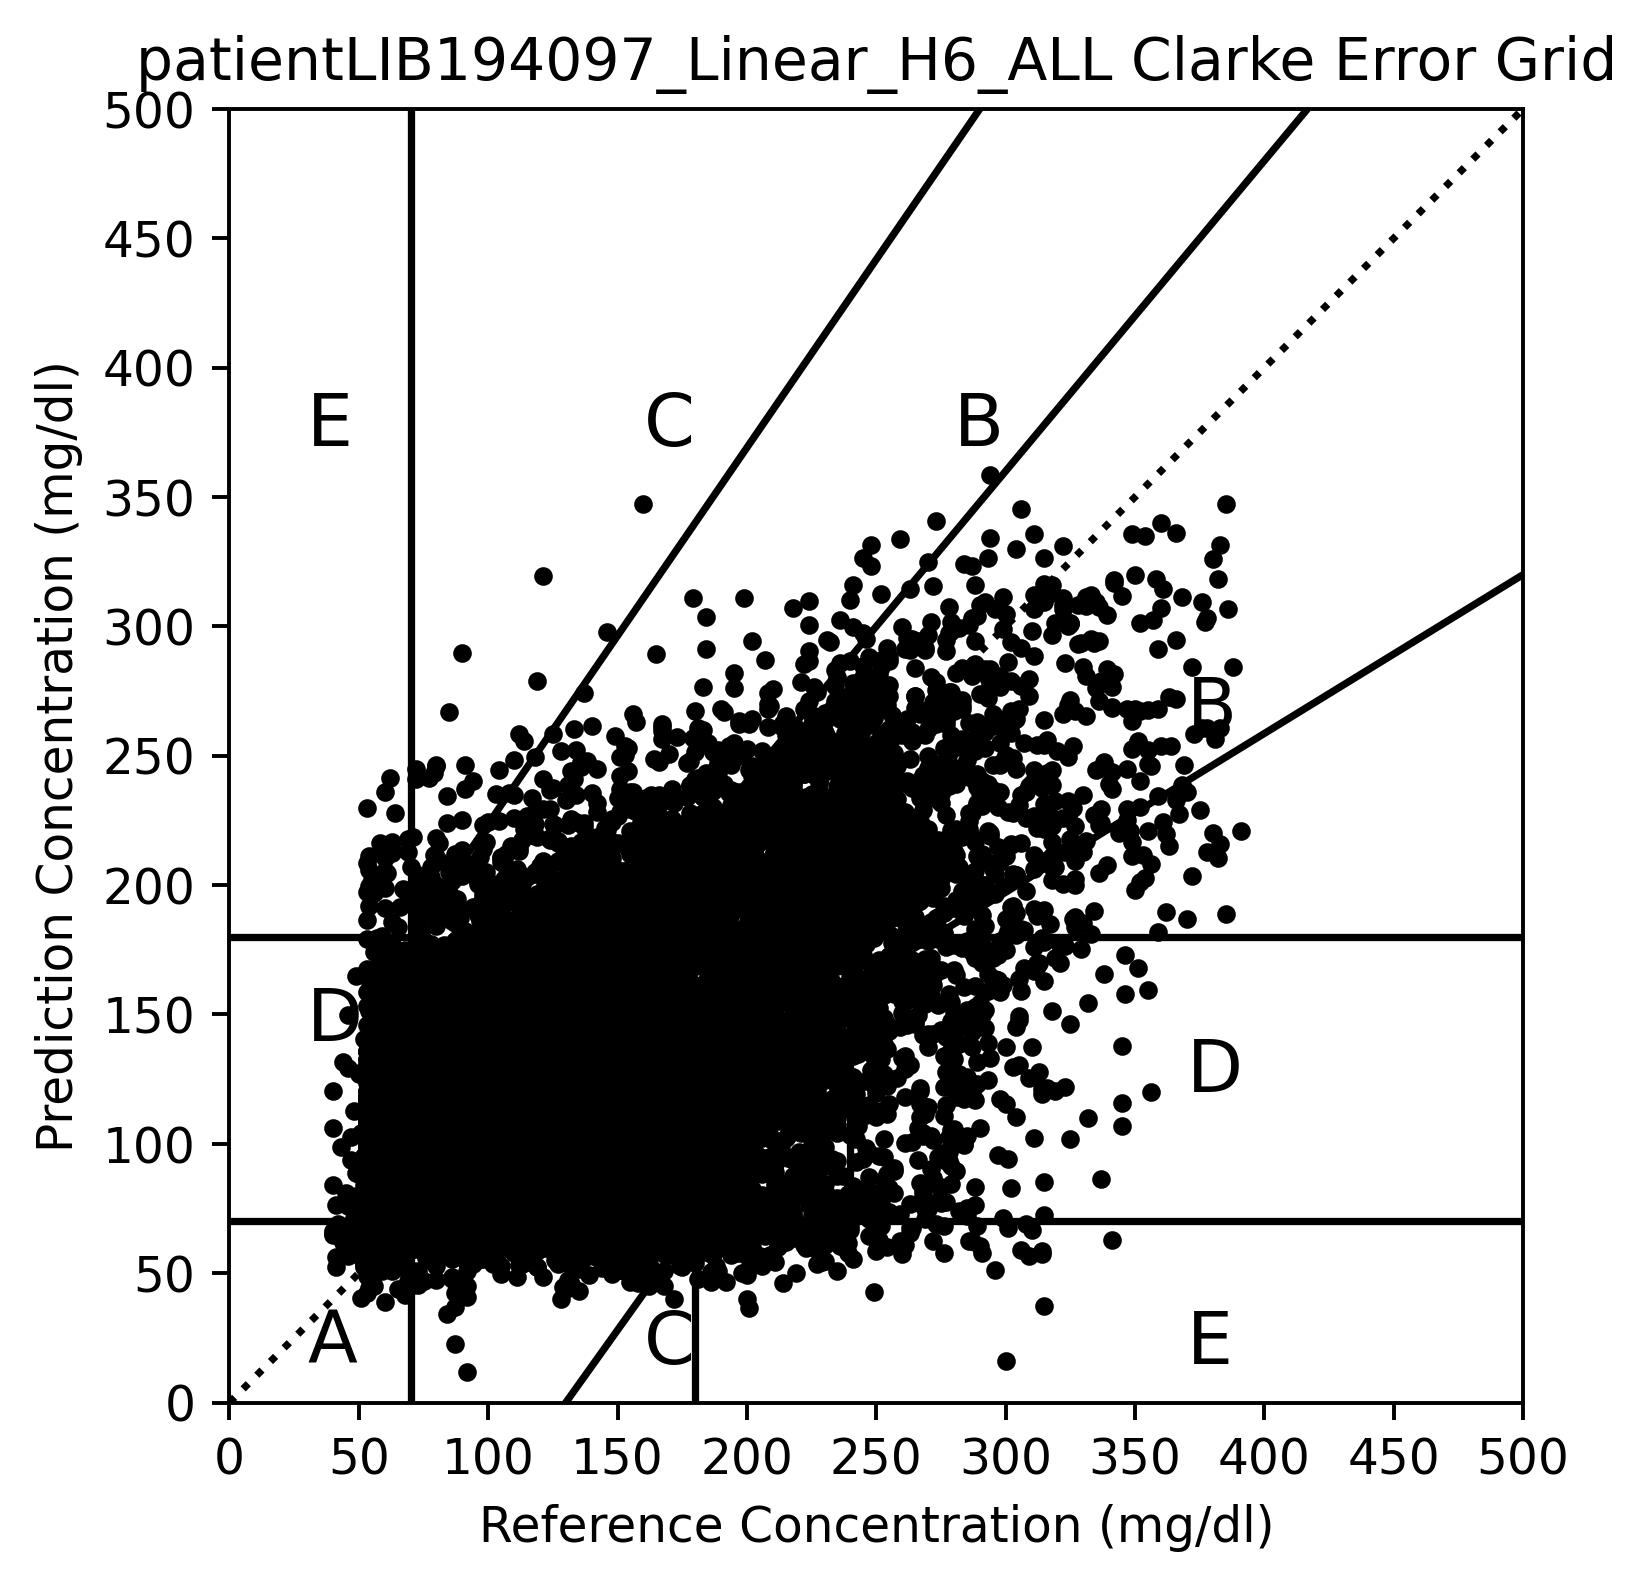 patientLIB194097_Linear_H6_ALL Clarke Error Grid
500
450
400
350
300
250
200
150
100
50
0
Prediction Concentration (mg/dl)
E
C
B
B
D
D
A
C
E
0 50 100 150 200 250 300 350 400 450 500
Reference Concentration (mg/dl)